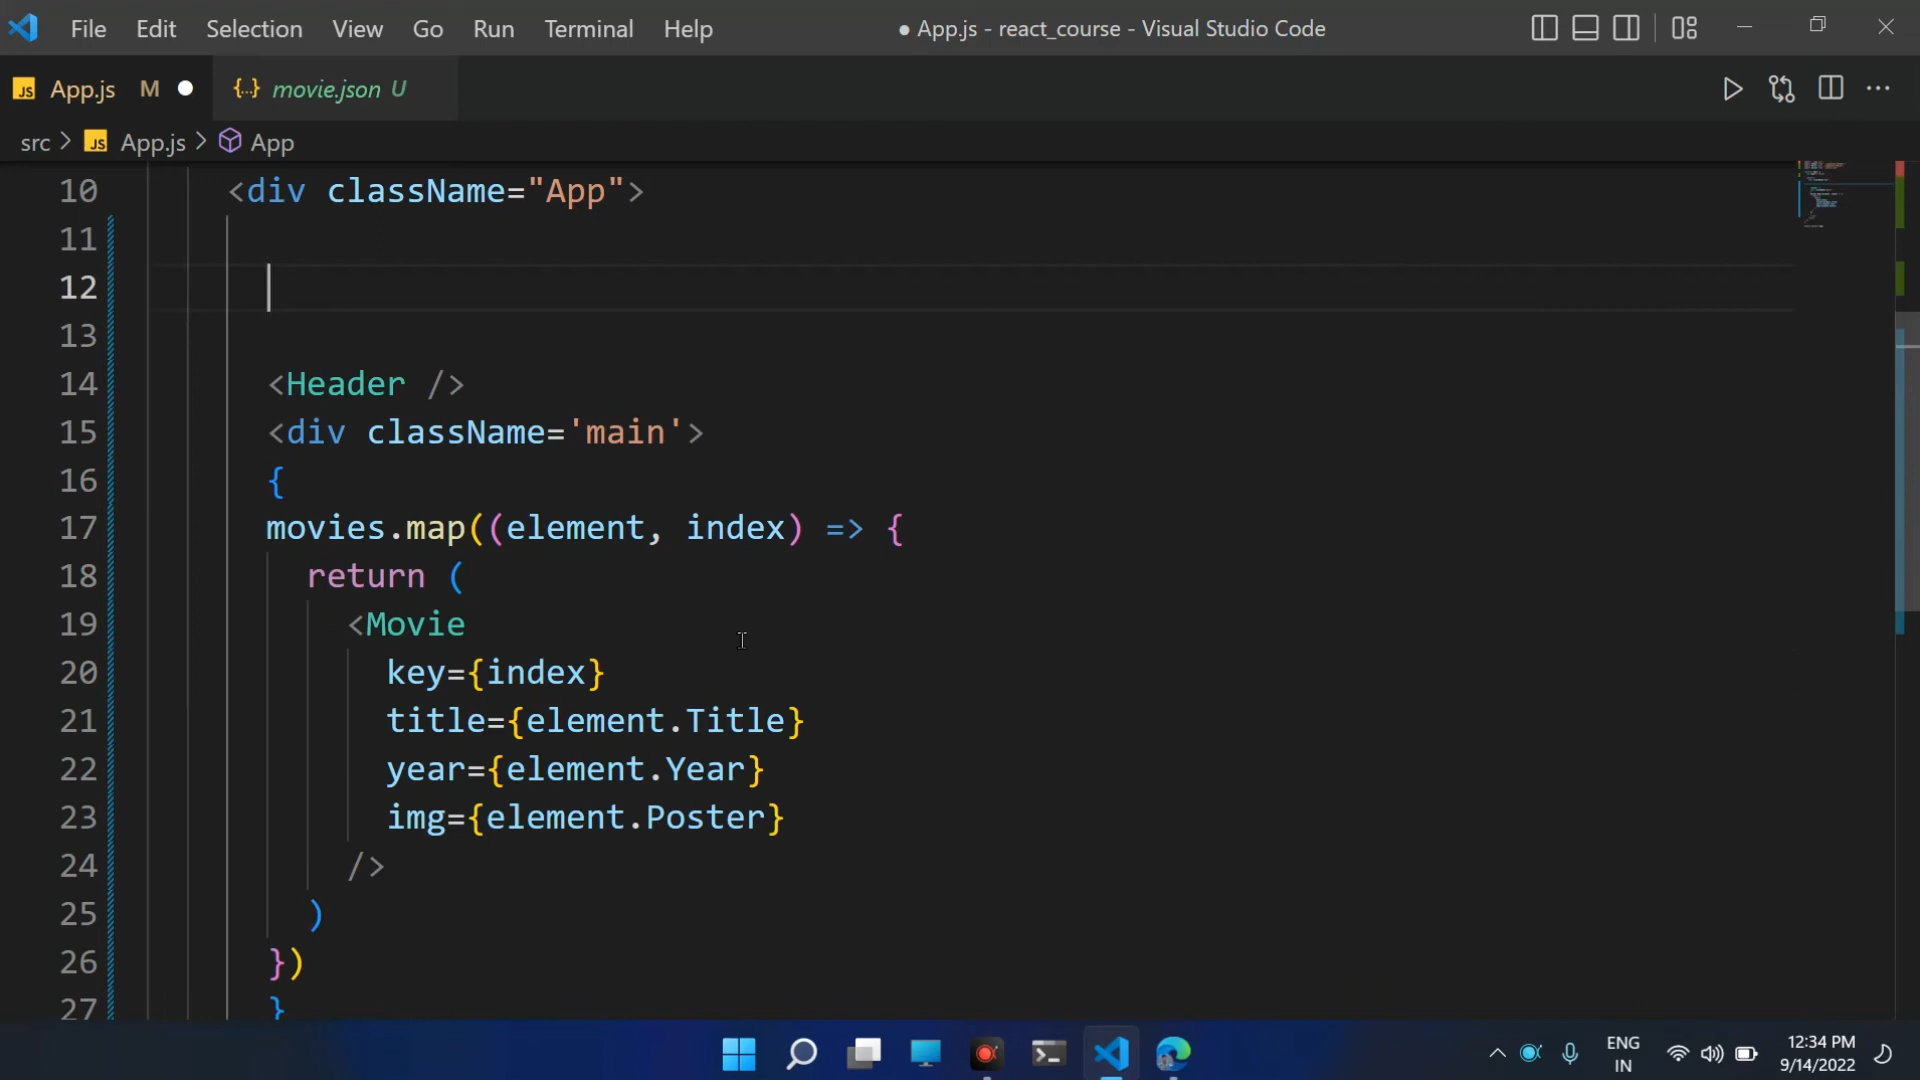 File Edit Selection View Go Run Terminal Help ● App.js - react_course - Visual Studio Code
JS App.js M ● {..} movie.json U
src > JS App.js > App
10 <div className="App">
11
12
13
14 <Header />
15 <div className='main'>
16 {
17 movies.map((element, index) => {
18 return (
19 <Movie
20 key={index}
21 title={element.Title}
22 year={element.Year}
23 img={element.Poster}
24 />
25 )
26 })
27 }
ENG
IN
12:34 PM
9/14/2022